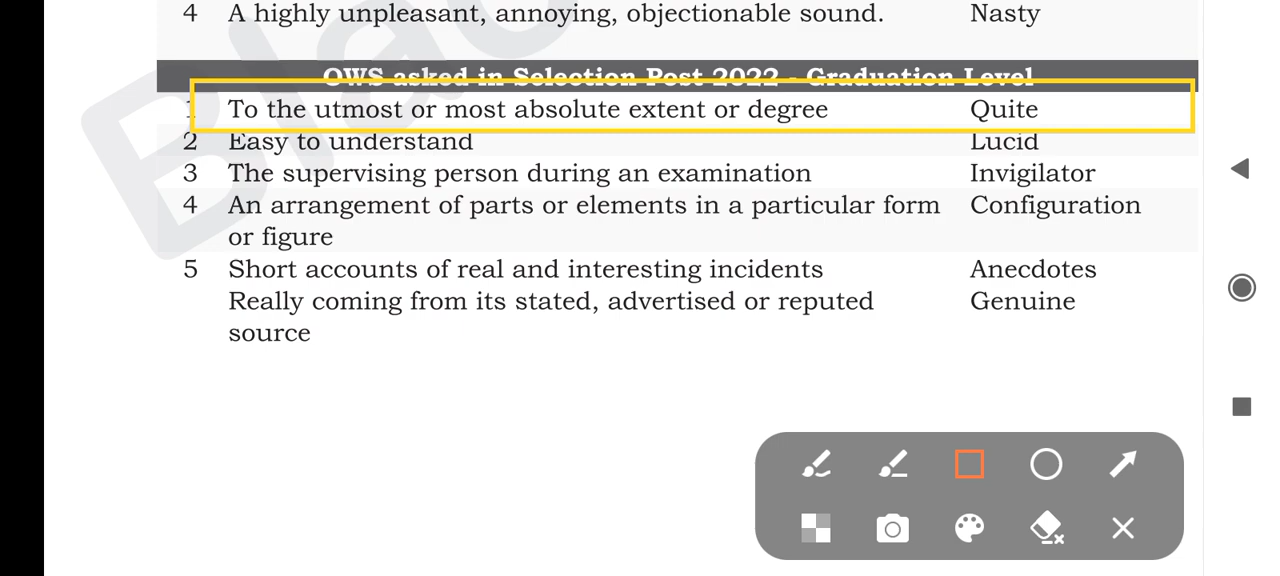 4 A highly unpleasant, annoying, objectionable sound. Nasty
OWS asked in Selection Post 2022 - Graduation Level
1 To the utmost or most absolute extent or degree Quite
2 Easy to understand Lucid
3 The supervising person during an examination Invigilator
4 An arrangement of parts or elements in a particular form Configuration
or figure
5 Short accounts of real and interesting incidents Anecdotes
Really coming from its stated, advertised or reputed Genuine
source